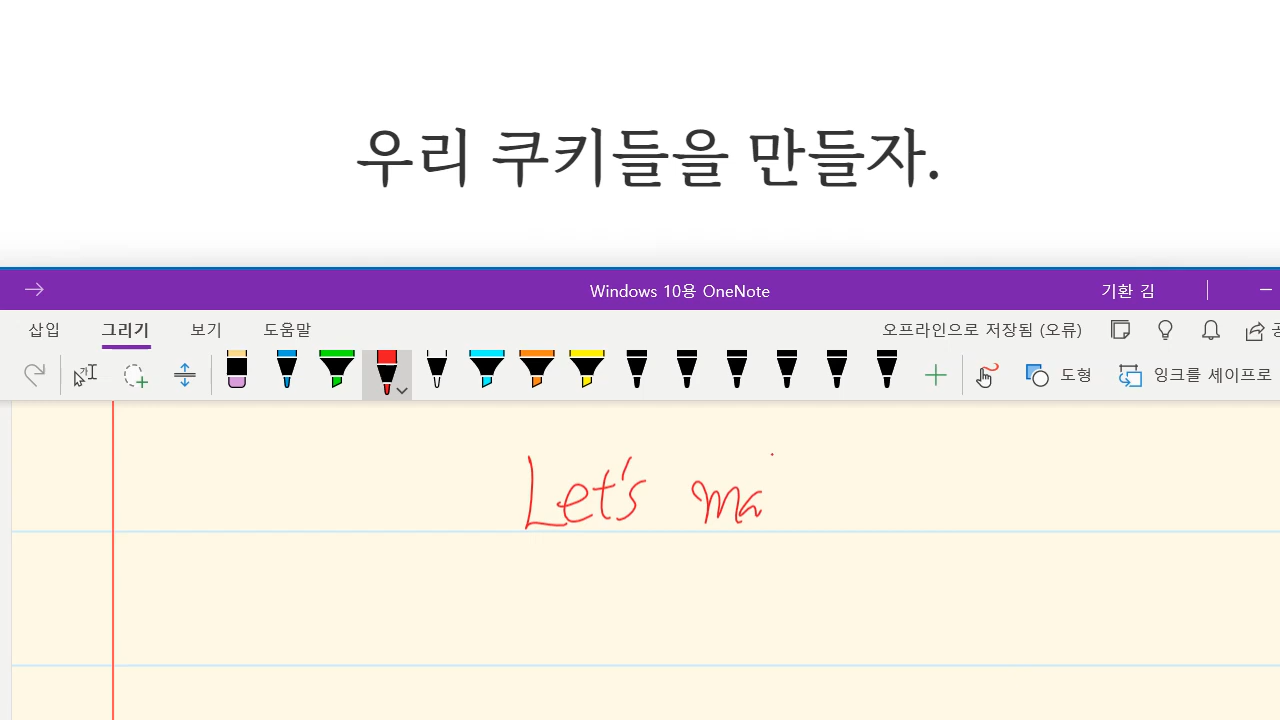 우리 쿠키들을 만들자.
Windows 10용 OneNote 기환 김
삽입 그리기 보기 도움말 오프라인으로 저장됨 (오류)
도형 잉크를 셰이프로
Let's ma